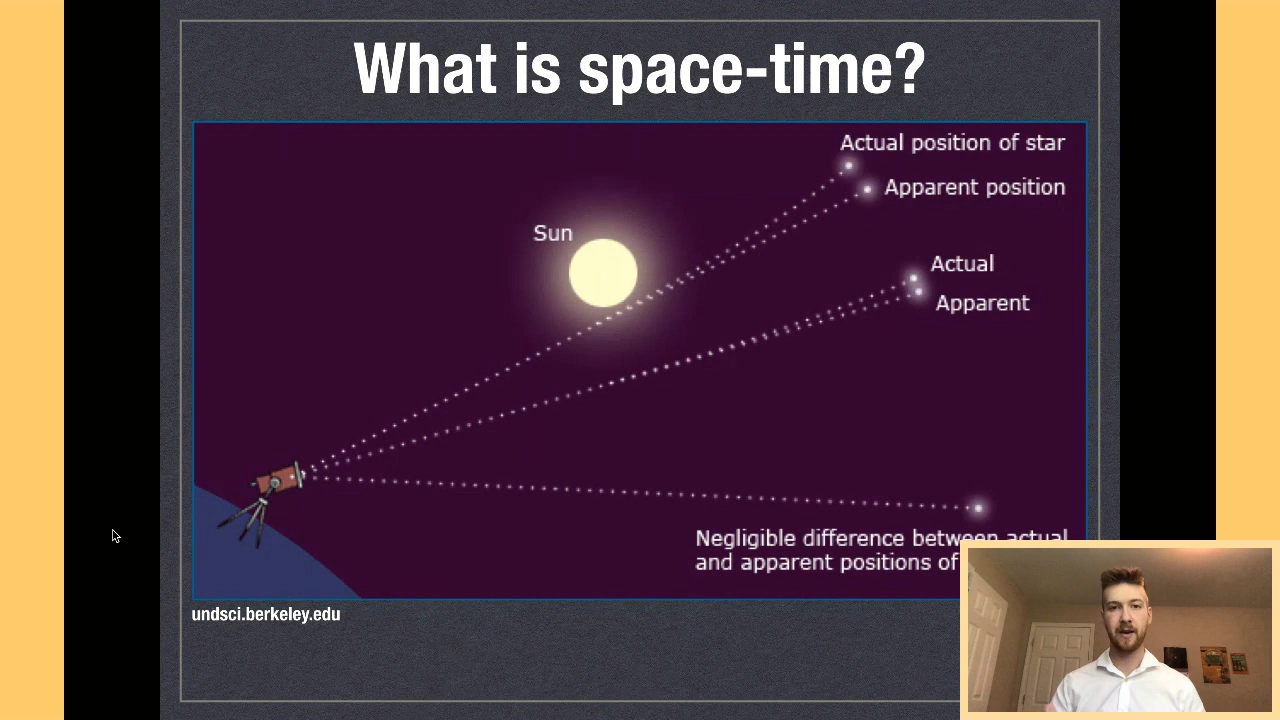 What is space-time?
Actual position of star
Apparent position
Sun
Actual
Apparent
Negligible difference between actual
and apparent positions of
undsci.berkeley.edu